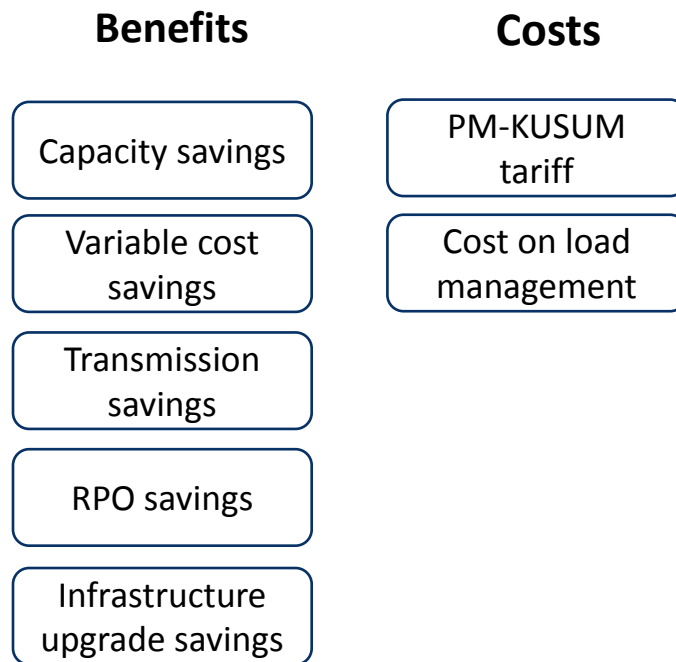 Benefits
Capacity savings
Variable cost
savings
Transmission
savings
RPO savings
Infrastructure
upgrade savings
Costs
PM-KUSUM
tariff
Cost on load
management